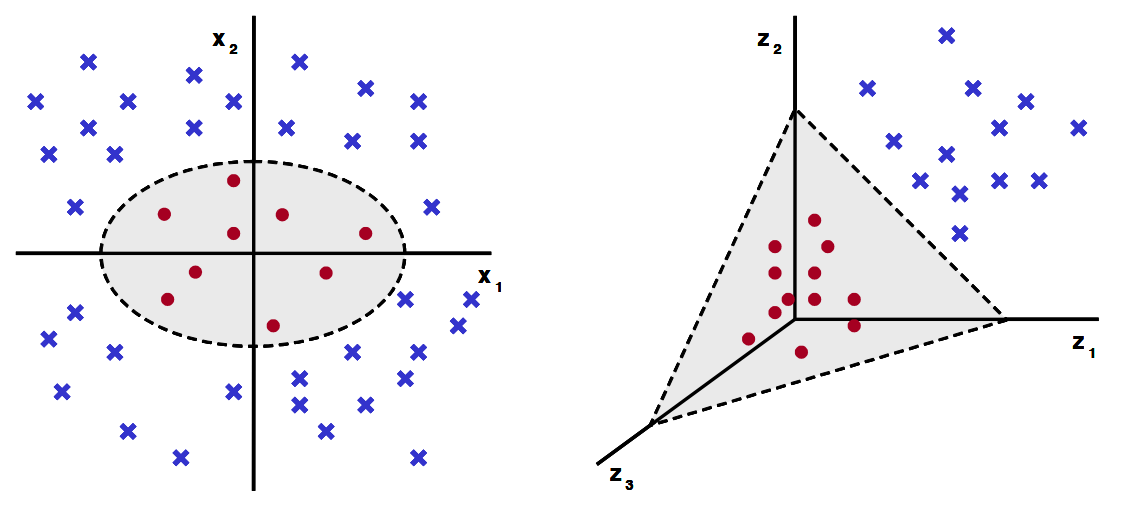 x₂
x₁
z₂
z₁
z₃